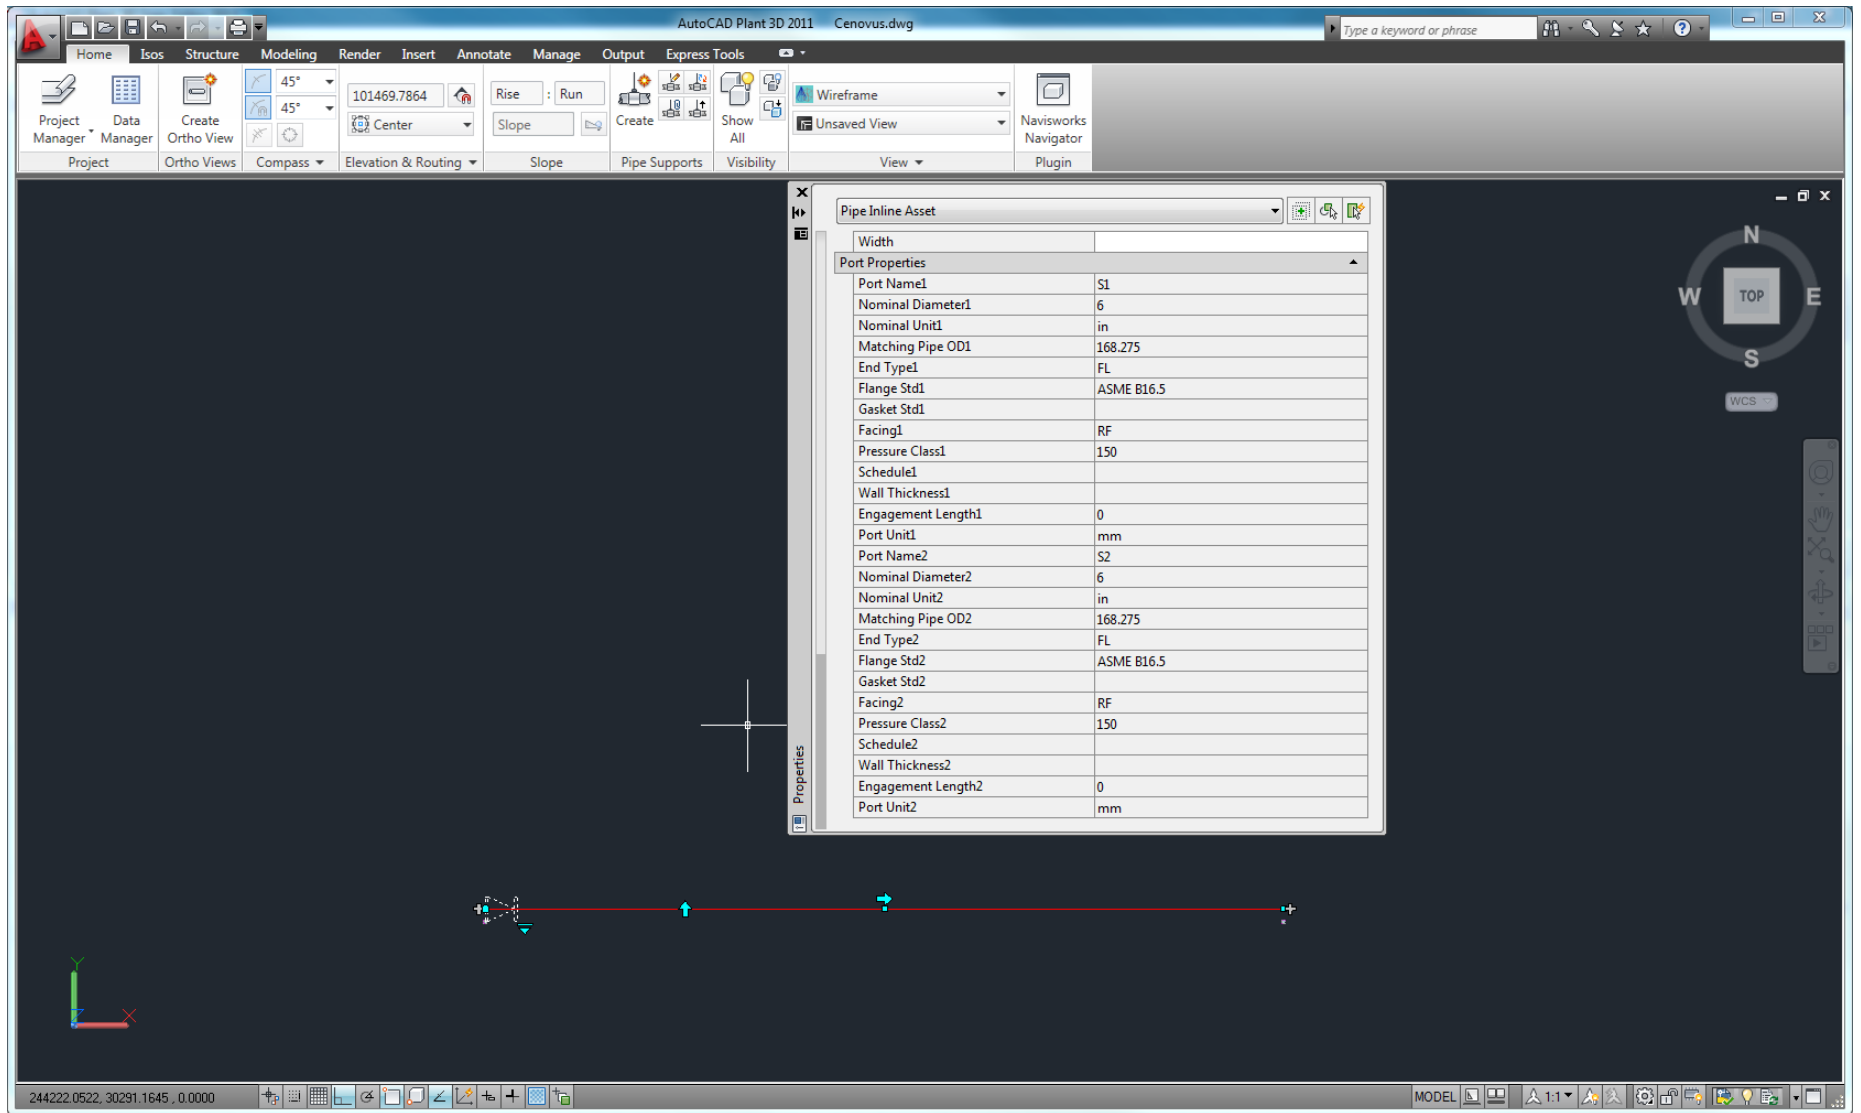 AutoCAD Plant 3D 2011 Cenovus.dwg
Type a keyword or phrase
Home Isos Structure Modeling Render Insert Annotate Manage Output Express Tools
Project Manager
Data Manager
Create Ortho View
45°
45°
101469.7864
Center
Rise : Run
Slope
Create
Show All
Wireframe
Unsaved View
Navisworks Navigator
Project Ortho Views Compass Elevation & Routing Slope Pipe Supports Visibility View Plugin
Pipe Inline Asset
Width
Port Properties
Port Name1 S1
Nominal Diameter1 6
Nominal Unit1 in
Matching Pipe OD1 168.275
End Type1 FL
Flange Std1 ASME B16.5
Gasket Std1
Facing1 RF
Pressure Class1 150
Schedule1
Wall Thickness1
Engagement Length1 0
Port Unit1 mm
Port Name2 S2
Nominal Diameter2 6
Nominal Unit2 in
Matching Pipe OD2 168.275
End Type2 FL
Flange Std2 ASME B16.5
Gasket Std2
Facing2 RF
Pressure Class2 150
Schedule2
Wall Thickness2
Engagement Length2 0
Port Unit2 mm
Properties
N
W TOP E
S
WCS
Y
X
244222.0522, 30291.1645 , 0.0000
MODEL 1:1